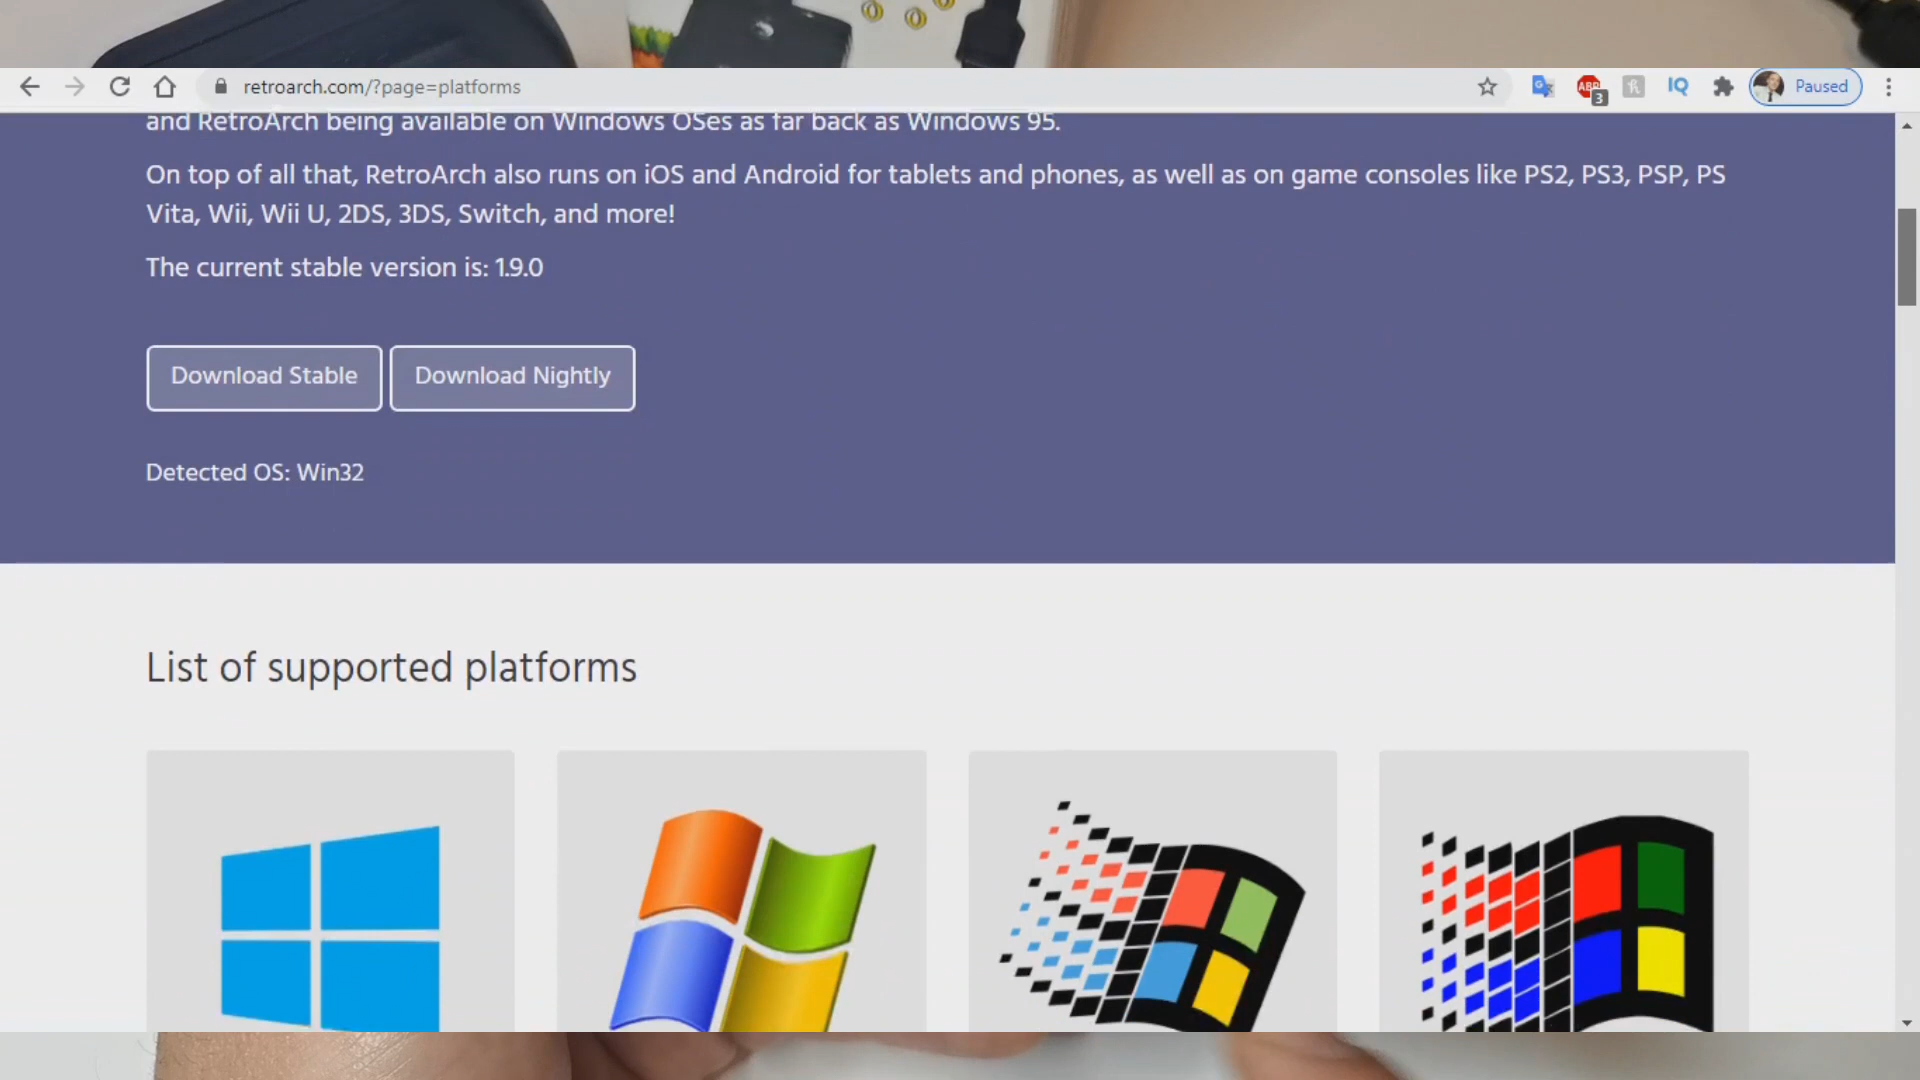 retroarch.com/?page=platforms
ABP
3
IQ
Paused
and RetroArch being available on Windows OSes as far back as Windows 95.
On top of all that, RetroArch also runs on iOS and Android for tablets and phones, as well as on game consoles like PS2, PS3, PSP, PS
Vita, Wii, Wii U, 2DS, 3DS, Switch, and more!
The current stable version is: 1.9.0
Download Stable
Download Nightly
Detected OS: Win32
List of supported platforms